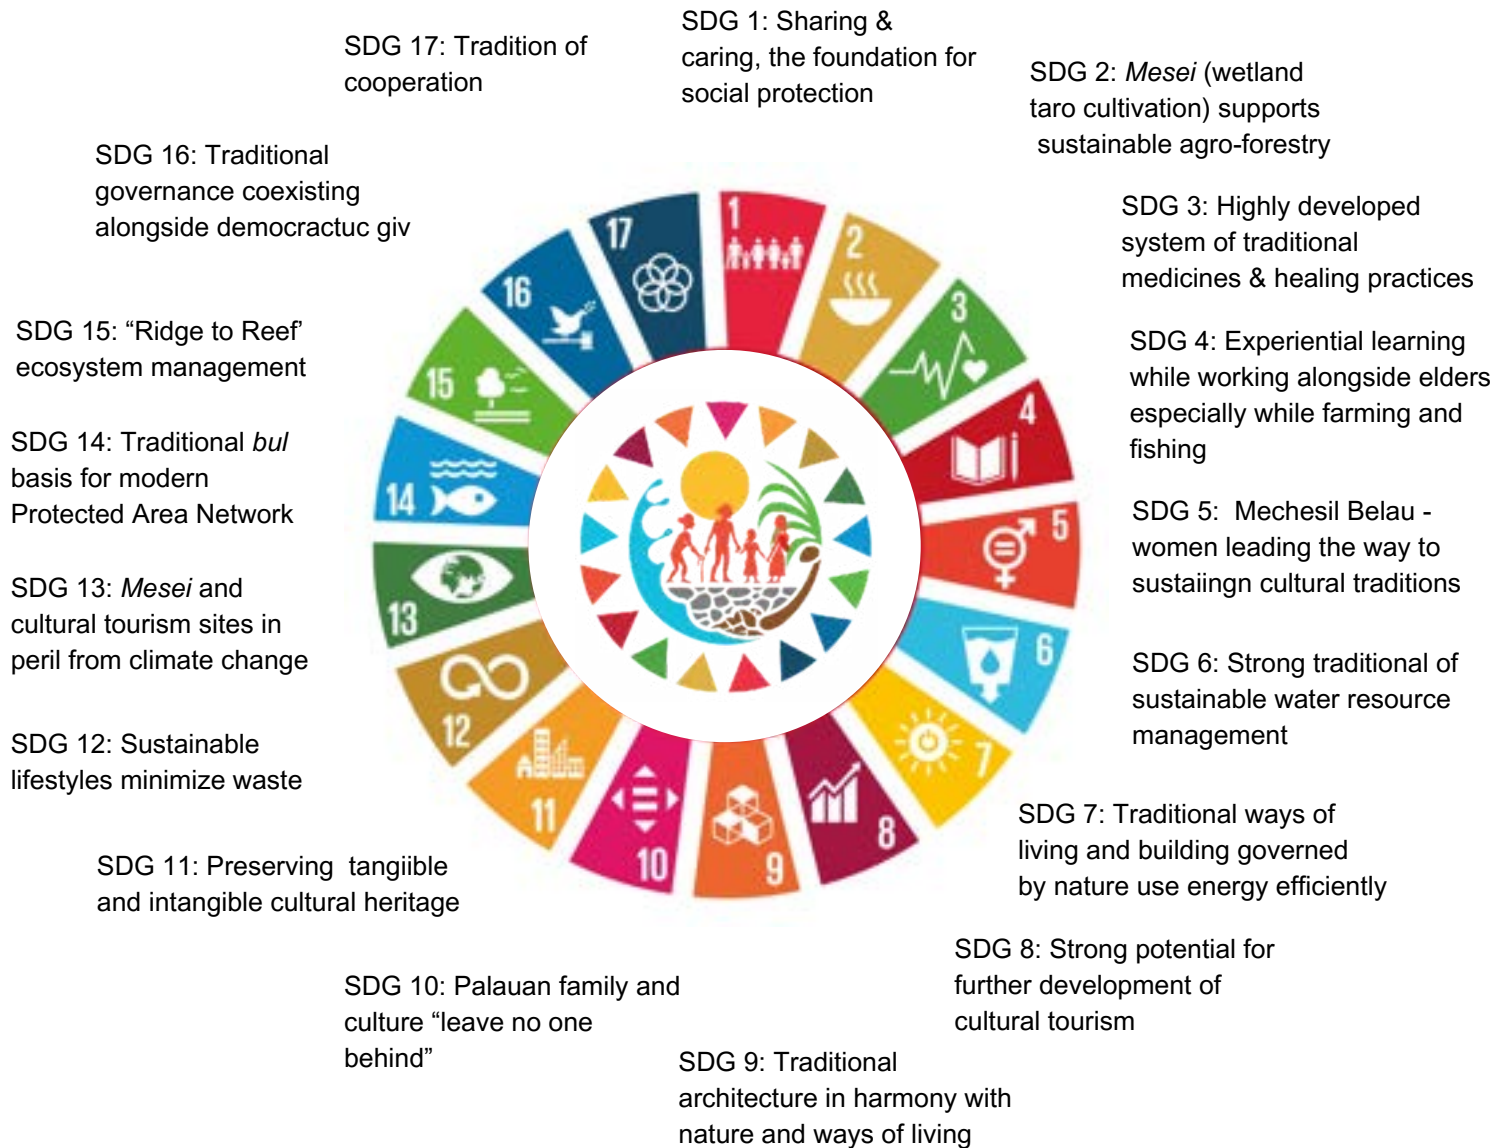 SDG 1: Sharing &
caring, the foundation for
social protection
SDG 2: Mesei (wetland
taro cultivation) supports
sustainable agro-forestry
SDG 3: Highly developed
system of traditional
medicines & healing practices
SDG 4: Experiential learning
while working alongside elders
especially while farming and
fishing
SDG 5:  Mechesil Belau -
women leading the way to
sustaiingn cultural traditions
SDG 6: Strong traditional of
sustainable water resource
management
SDG 7: Traditional ways of
living and building governed
by nature use energy efficiently
SDG 8: Strong potential for
further development of
cultural tourism
SDG 9: Traditional
architecture in harmony with
nature and ways of living
SDG 10: Palauan family and
culture “leave no one
behind”
SDG 11: Preserving  tangiible
and intangible cultural heritage
SDG 12: Sustainable
lifestyles minimize waste
SDG 13: Mesei and
cultural tourism sites in
peril from climate change
SDG 14: Traditional bul
basis for modern
Protected Area Network
SDG 15: “Ridge to Reef’
ecosystem management
SDG 16: Traditional
governance coexisting
alongside democractuc giv
SDG 17: Tradition of
cooperation
1
2
3
4
5
6
7
8
9
10
11
12
13
14
15
16
17